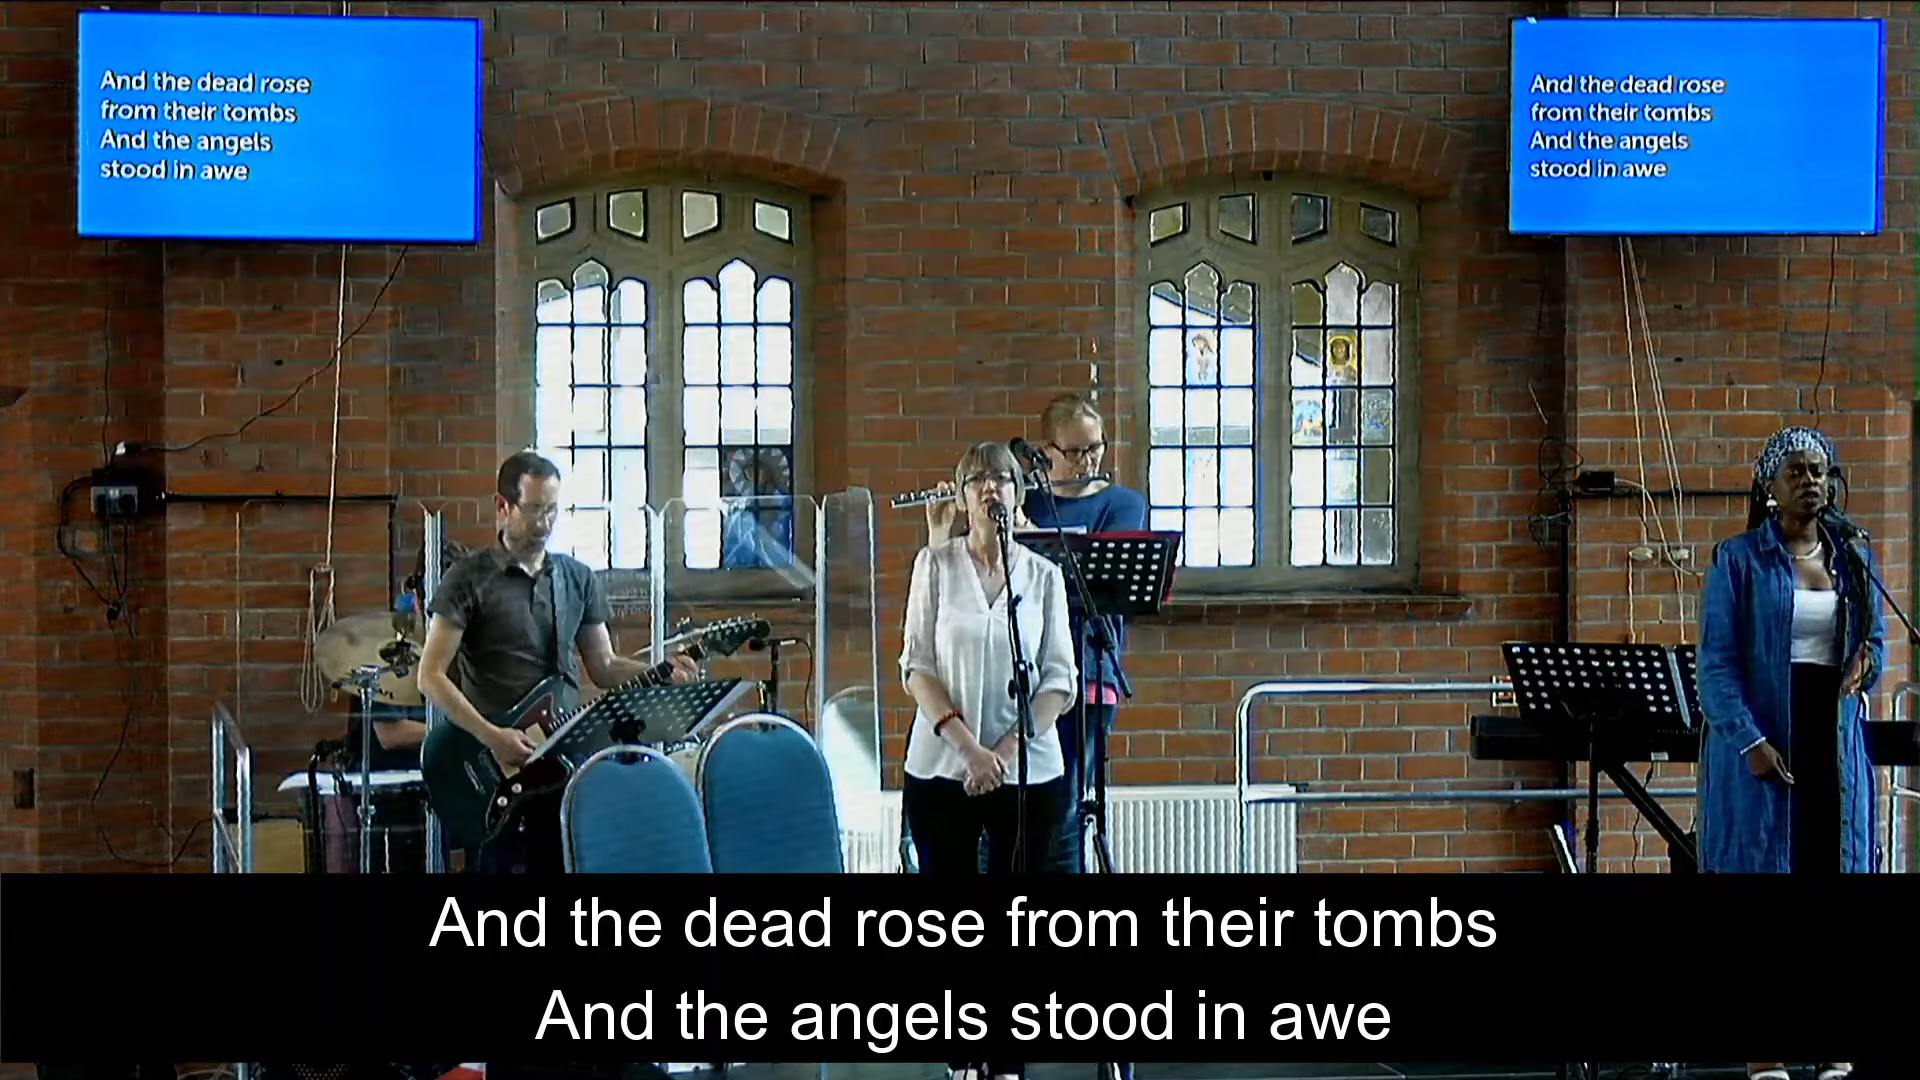 And the dead rose
from their tombs
And the angels
stood in awe
And the dead rose
from their tombs
And the angels
stood in awe
And the dead rose from their tombs
And the angels stood in awe